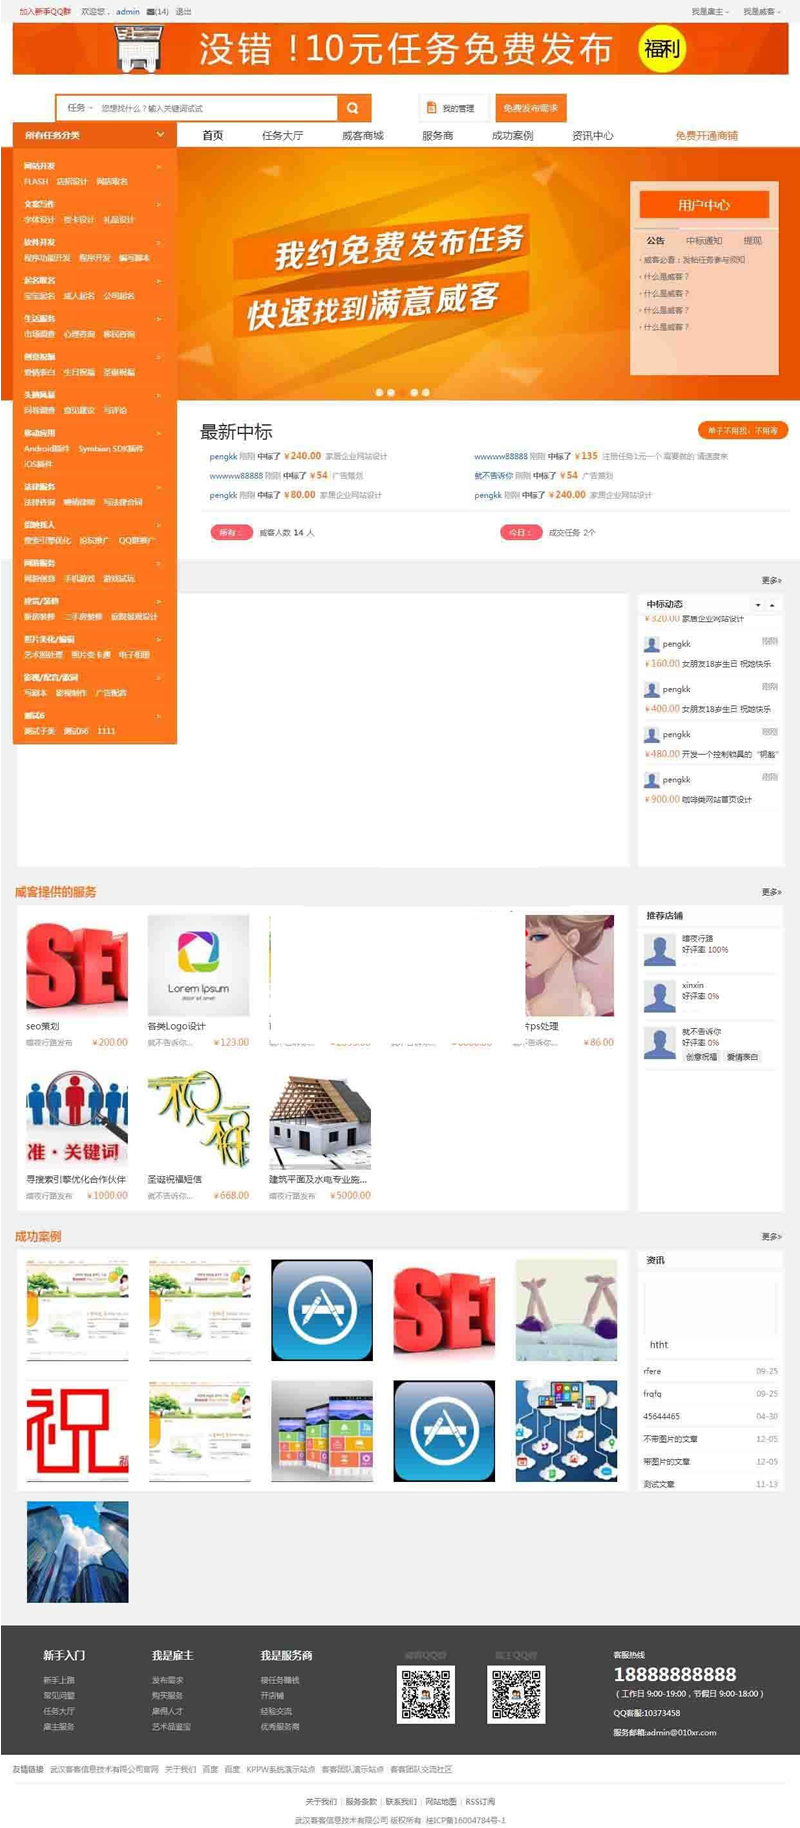 加入新手QQ群 欢迎您， admin (14) 退出
我是雇主 我是威客
没错！10元任务免费发布 福利
任务 您想找什么？输入关键词试试
我的管理 免费发布需求
所有任务分类 首页 任务大厅 威客商城 服务商 成功案例 资讯中心 免费开通商铺
网站开发
FLASH 店招设计 网店取名
文案写作
字体设计 贺卡设计 礼品设计
软件开发
程序功能开发 程序开发 编写脚本
起名取名
宝宝起名 成人起名 公司起名
生活服务
市场调查 心理咨询 移民咨询
创意祝福
爱情表白 生日祝福 圣诞祝福
头脑风暴
问卷调查 意见建议 写评论
移动应用
Android插件 Symbian SDK插件
iOS插件
法律服务
法律咨询 写法律合同
搜索引擎优化 论坛推广 QQ群推广
网游服务
手机游戏 游戏试玩
建筑/装修
新房装修 二手房装修 庭院景观设计
照片美化/编辑
艺术照处理 照片类卡通 电子相册
影视/配音/歌词
写剧本 影视制作 广告配音
测试6
测试子类 测试66 1111
我约免费发布任务
快速找到满意威客
用户中心
公告 中标通知 提现
威客必看：发帖任务参与须知
什么是威客？
什么是威客？
什么是威客？
什么是威客？
最新中标
单子不用抢，不用等
pengkk 刚刚 中标了 ￥240.00 家居企业网站设计
wwwww88888 刚刚 中标了 ￥135 注册任务1元一个 需要做的 请速度来
wwwww88888 刚刚 中标了 ￥54 广告策划
就不告诉你 刚刚 中标了 ￥54 广告策划
pengkk 刚刚 中标了 ￥80.00 家居企业网站设计
pengkk 刚刚 中标了 ￥240.00 家居企业网站设计
所有： 威客人数 14 人
今日： 成交任务 2个
更多»
中标动态
￥320.00 家居企业网站设计
pengkk 刚刚
￥160.00 女朋友18岁生日 祝她快乐
pengkk 刚刚
￥400.00 女朋友18岁生日 祝她快乐
pengkk 刚刚
￥480.00 开发一个控制锁具的“钥匙”
pengkk 刚刚
￥900.00 咖啡类网站首页设计
威客提供的服务 更多»
SEO
Lorem Ipsum
dolor sit amet
seo策划
暗夜行路发布 ￥200.00
各类Logo设计
就不告诉你... ￥123.00
片ps处理
￥86.00
准·关键词
祝福
寻搜索引擎优化合作伙伴
暗夜行路发布 ￥1000.00
圣诞祝福短信
就不告诉你... ￥668.00
建筑平面及水电专业施...
暗夜行路发布 ￥5000.00
推荐店铺
暗夜行路
好评率 100%
xinxin
好评率 0%
就不告诉你
好评率 0%
创意祝福 爱情表白
成功案例 更多»
SEO
祝
资讯
htht
rfere 09-25
frqfq 09-25
45644465 04-30
不带图片的文章 12-05
带图片的文章 12-05
测试文章 11-13
新手入门
新手上路
常见问题
任务大厅
雇主服务
我是雇主
发布需求
购买服务
雇佣人才
艺术品鉴宝
我是服务商
接任务赚钱
开店铺
经验交流
优秀服务商
威客QQ群
雇主QQ群
客服热线
18888888888
（工作日 9:00-19:00，节假日 9:00-18:00）
QQ客服:10373458
服务邮箱:admin@010xr.com
友情链接 武汉客客信息技术有限公司官网 关于我们 百度 百度 KPPW系统演示站点 客客团队演示站点 客客团队交流社区
关于我们 | 服务条款 | 联系我们 | 网站地图 | RSS订阅
武汉客客信息技术有限公司 版权所有 桂ICP备16004784号-1